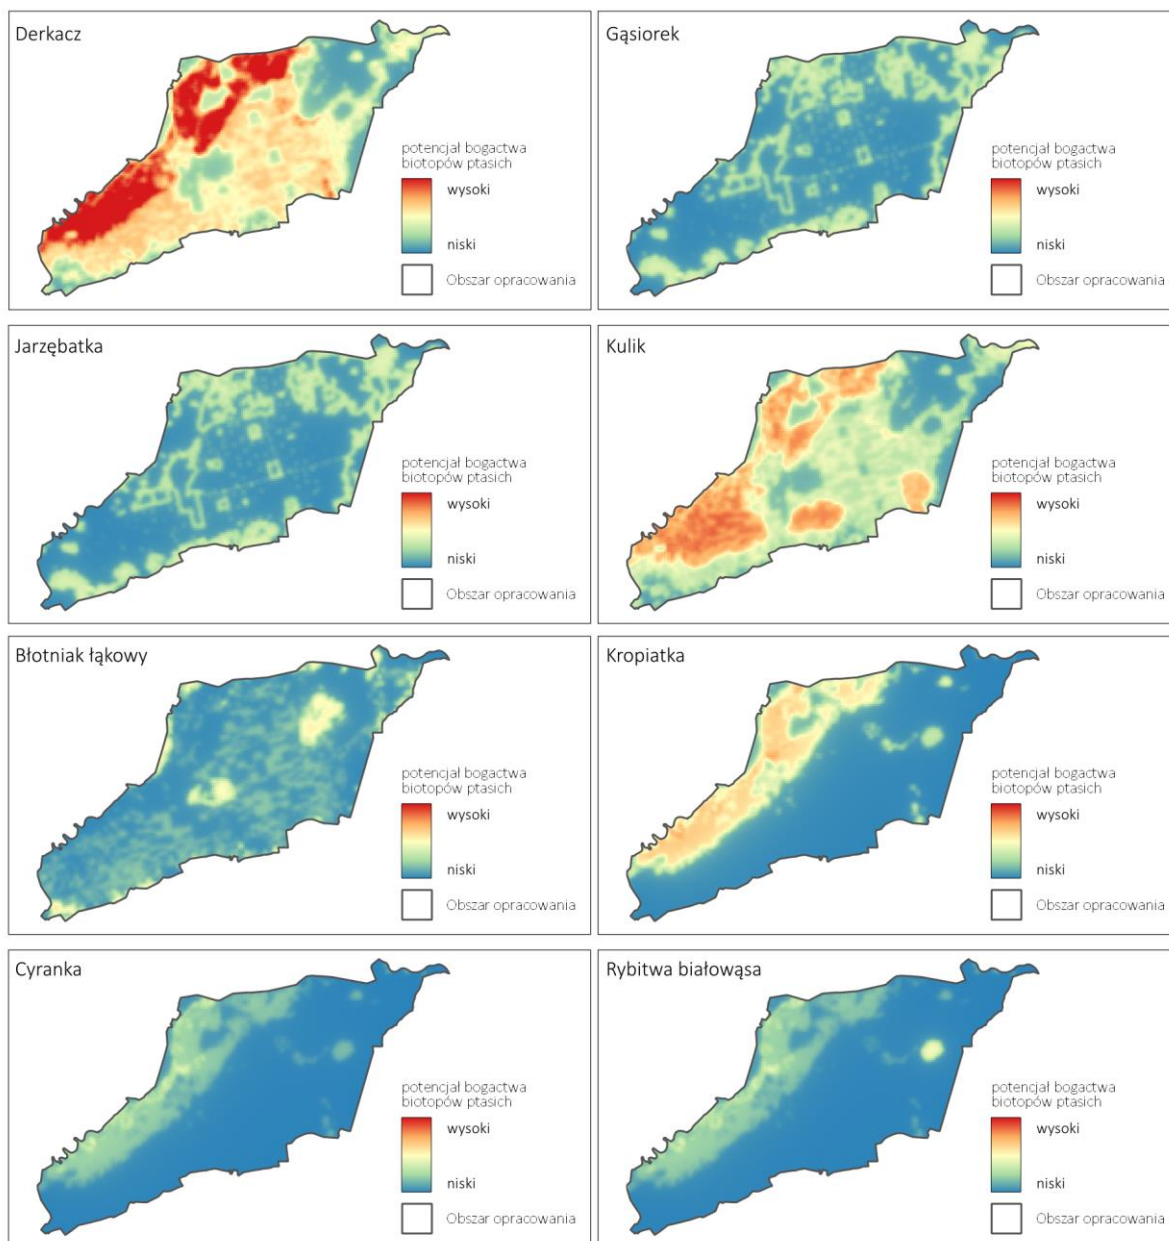 Derkacz
potencjał bogactwa
biotopów ptasich
wysoki
niski
Obszar opracowania
Gąsiorek
potencjał bogactwa
biotopów ptasich
wysoki
niski
Obszar opracowania
Jarzębatka
potencjał bogactwa
biotopów ptasich
wysoki
niski
Obszar opracowania
Kulik
potencjał bogactwa
biotopów ptasich
wysoki
niski
Obszar opracowania
Błotniak łąkowy
potencjał bogactwa
biotopów ptasich
wysoki
niski
Obszar opracowania
Kropiatka
potencjał bogactwa
biotopów ptasich
wysoki
niski
Obszar opracowania
Cyranka
potencjał bogactwa
biotopów ptasich
wysoki
niski
Obszar opracowania
Rybitwa białowąsa
potencjał bogactwa
biotopów ptasich
wysoki
niski
Obszar opracowania